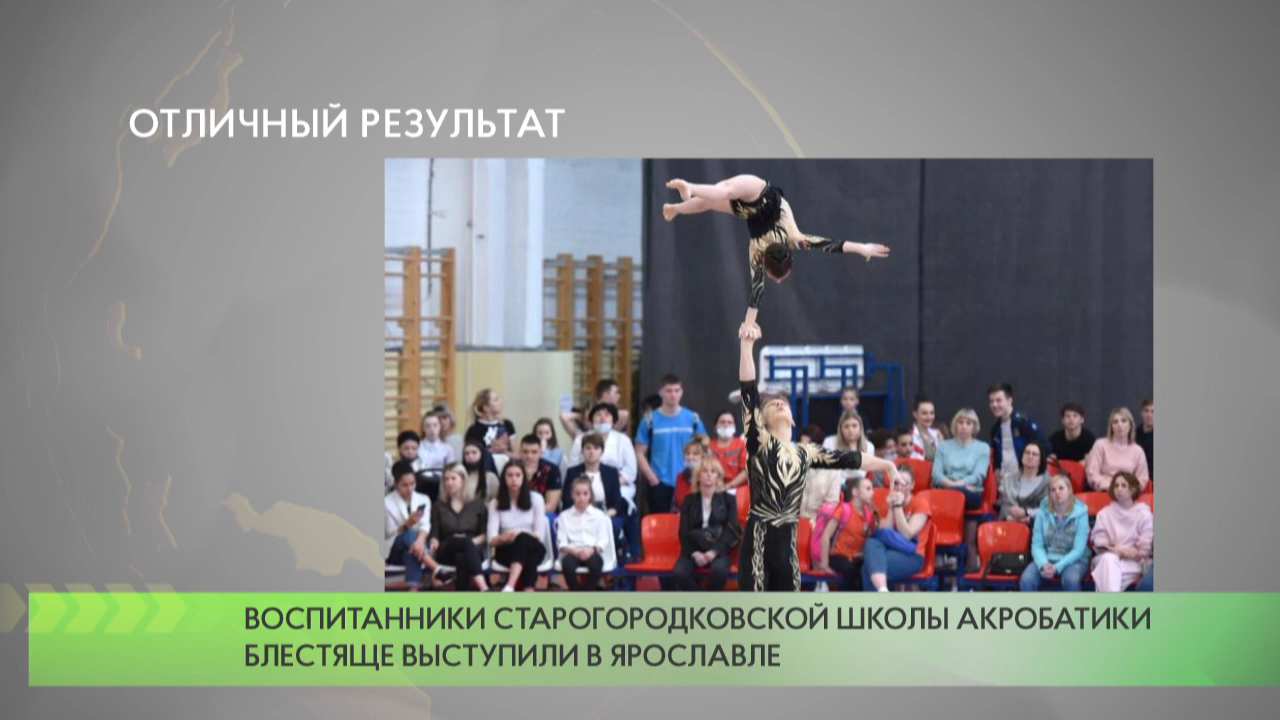 ОТЛИЧНЫЙ РЕЗУЛЬТАТ
ВОСПИТАННИКИ СТАРОГОРОДКОВСКОЙ ШКОЛЫ АКРОБАТИКИ
БЛЕСТЯЩЕ ВЫСТУПИЛИ В ЯРОСЛАВЛЕ